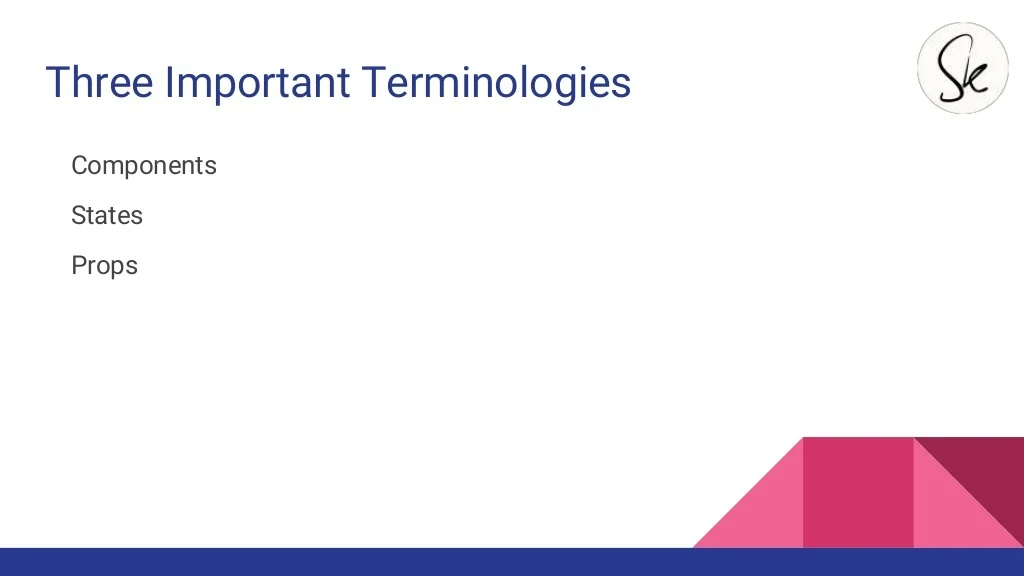 Three Important Terminologies
Sk
Components
States
Props